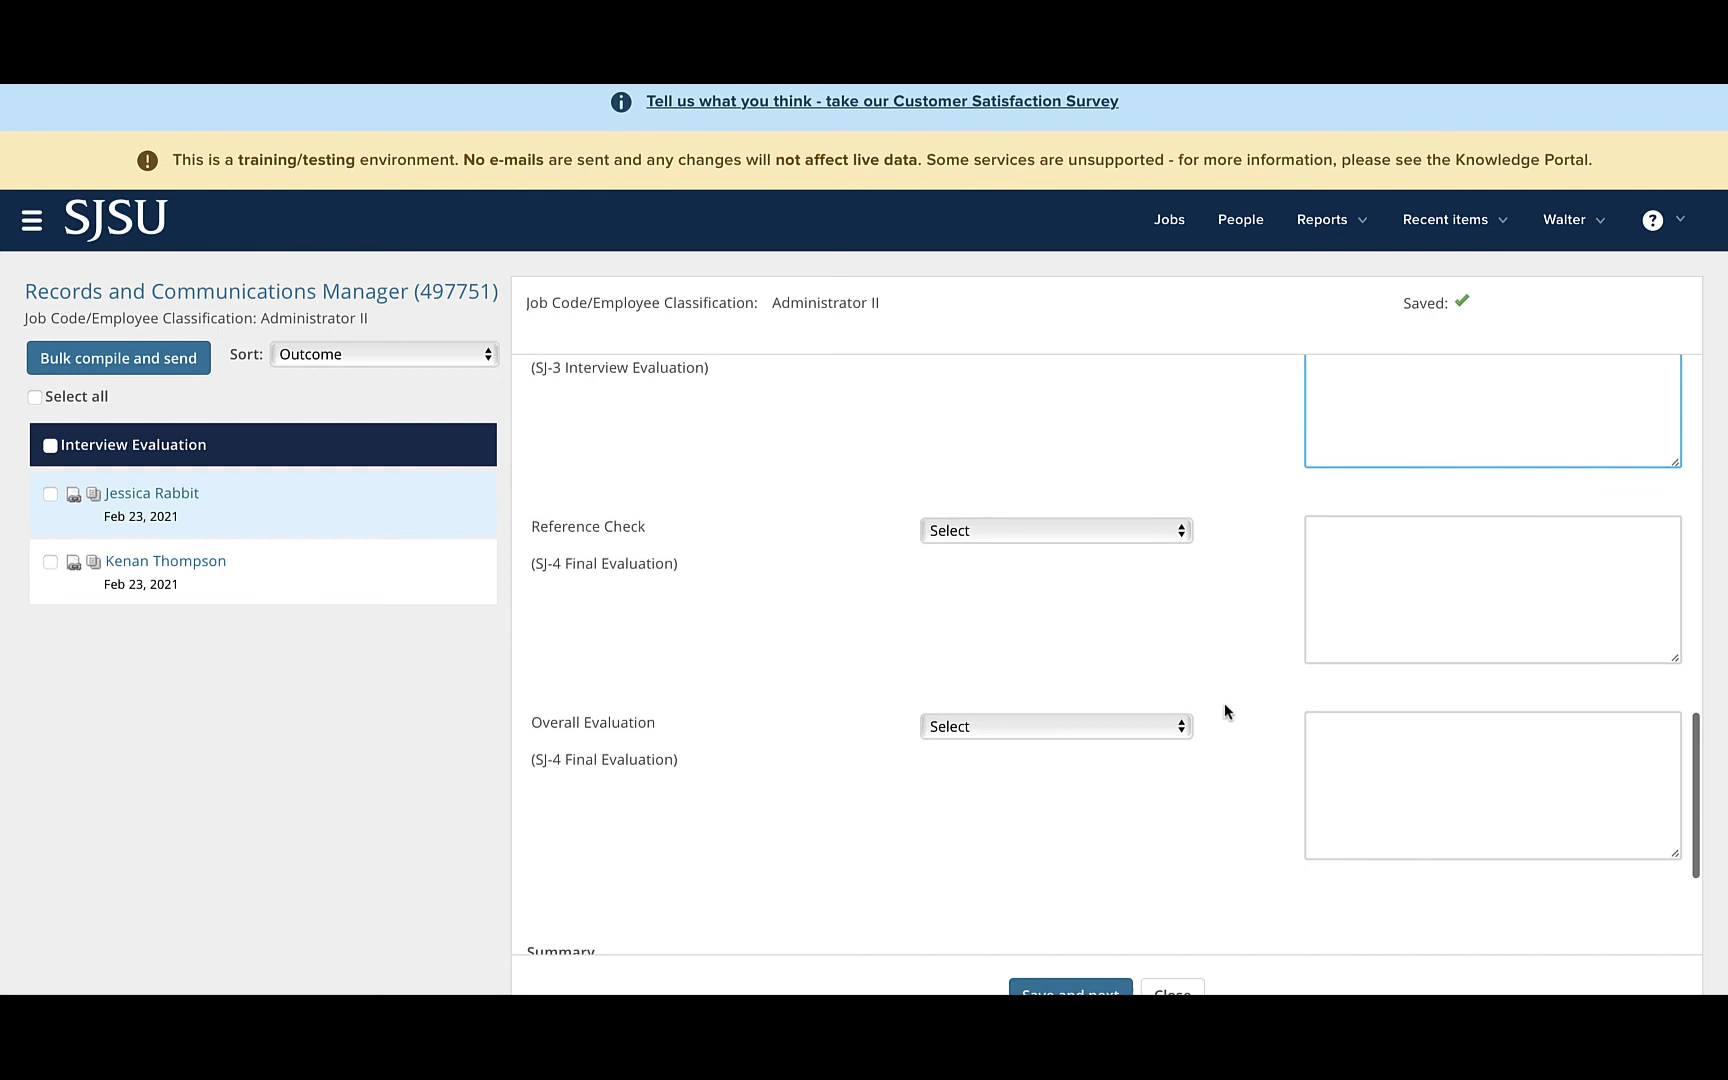 Tell us what you think - take our Customer Satisfaction Survey
This is a training/testing environment. No e-mails are sent and any changes will not affect live data. Some services are unsupported - for more information, please see the Knowledge Portal.
SJSU
Jobs
People
Reports
Recent items
Walter
Records and Communications Manager (497751)
Job Code/Employee Classification: Administrator II
Bulk compile and send
Sort:
Outcome
Select all
Interview Evaluation
Jessica Rabbit
Feb 23, 2021
Kenan Thompson
Feb 23, 2021
Job Code/Employee Classification: Administrator II
Saved:
(SJ-3 Interview Evaluation)
Reference Check
Select
(SJ-4 Final Evaluation)
Overall Evaluation
Select
(SJ-4 Final Evaluation)
Summary
Save and next
Close